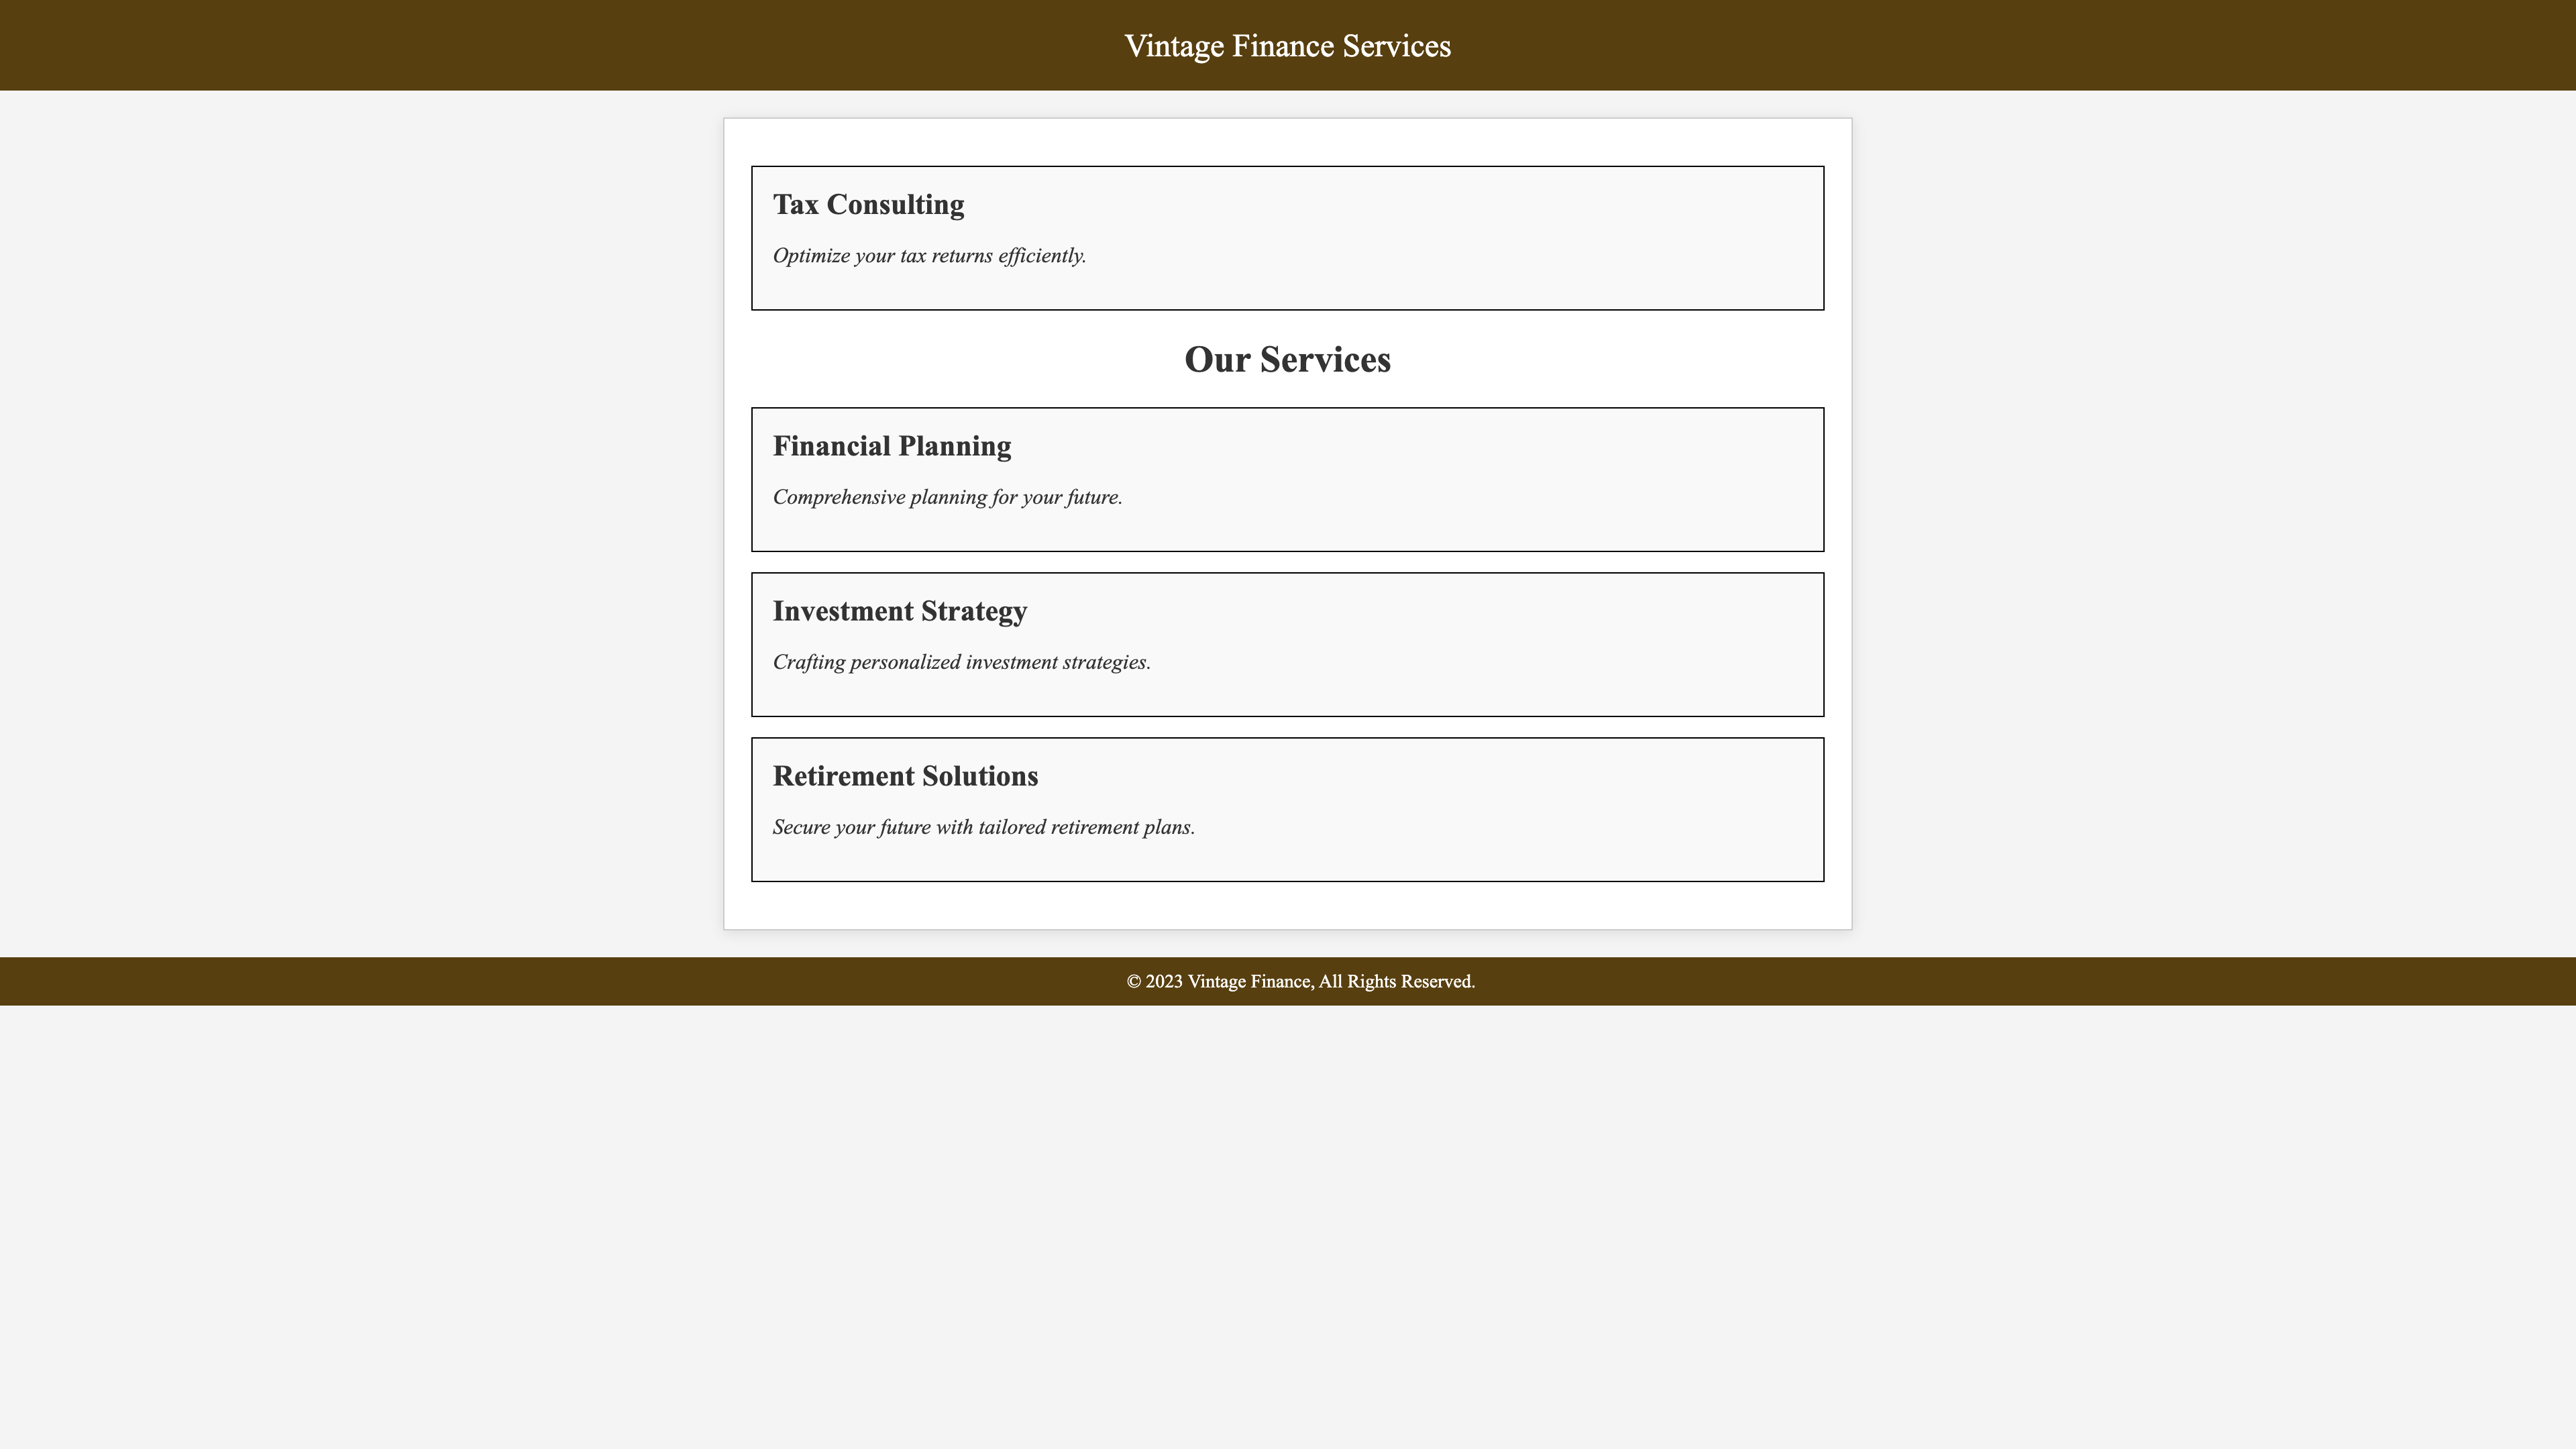 Vintage Finance Services
Tax Consulting
Optimize your tax returns efficiently.
Our Services
Financial Planning
Comprehensive planning for your future.
Investment Strategy
Crafting personalized investment strategies.
Retirement Solutions
Secure your future with tailored retirement plans.
© 2023 Vintage Finance, All Rights Reserved.